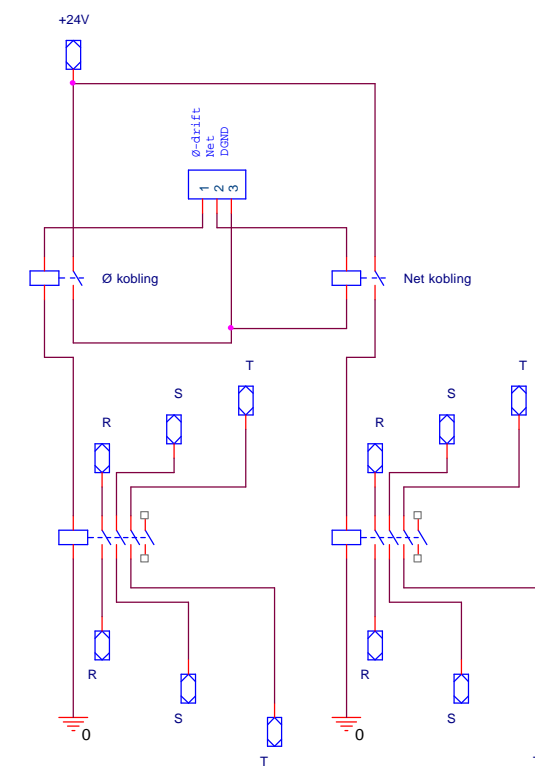 +24V
Ø-drift
Net
DGND
1 2 3
Ø kobling
Net kobling
T
T
S
S
R
R
R
R
S
S
0
0
T